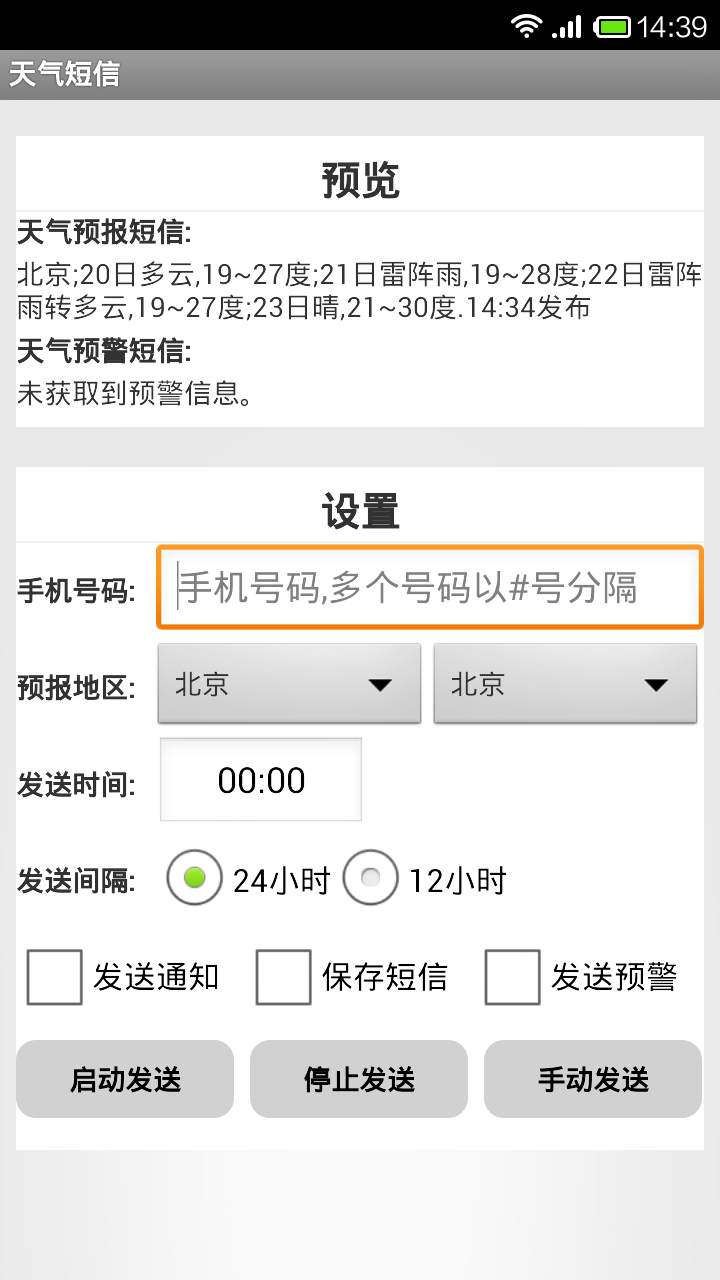 14:39
天气短信
预览
天气预报短信:
北京;20日多云,19~27度;21日雷阵雨,19~28度;22日雷阵
雨转多云,19~27度;23日晴,21~30度.14:34发布
天气预警短信:
未获取到预警信息。
设置
手机号码: 手机号码,多个号码以#号分隔
预报地区: 北京 北京
发送时间: 00:00
发送间隔: 24小时 12小时
发送通知 保存短信 发送预警
启动发送 停止发送 手动发送